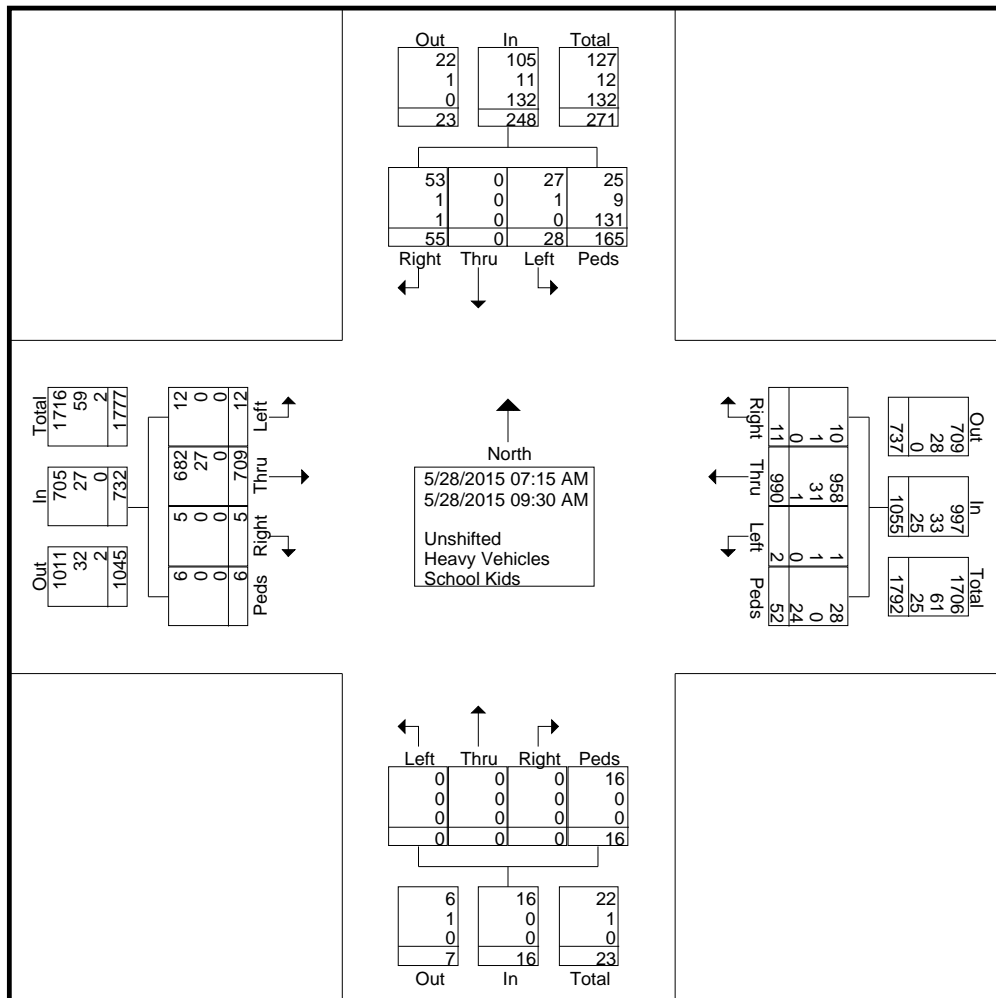 Out In Total
22 105 127
1 11 12
0 132 132
23 248 271
53 0 27 25
1 0 1 9
1 0 0 131
55 0 28 165
Right Thru Left Peds
Total
1716
59
2
1777
In
705
27
0
732
Out
1011
32
2
1045
Left
12
0
0
12
Thru
682
27
0
709
Right
5
0
0
5
Peds
6
0
0
6
North
5/28/2015 07:15 AM
5/28/2015 09:30 AM
Unshifted
Heavy Vehicles
School Kids
Right
10
1
0
11
Thru
958
31
1
990
Left
1
1
0
2
Peds
28
0
24
52
Out
709
28
0
737
In
997
33
25
1055
Total
1706
61
25
1792
Left Thru Right Peds
0 0 0 16
0 0 0 0
0 0 0 0
0 0 0 16
6 16 22
1 0 1
0 0 0
7 16 23
Out In Total